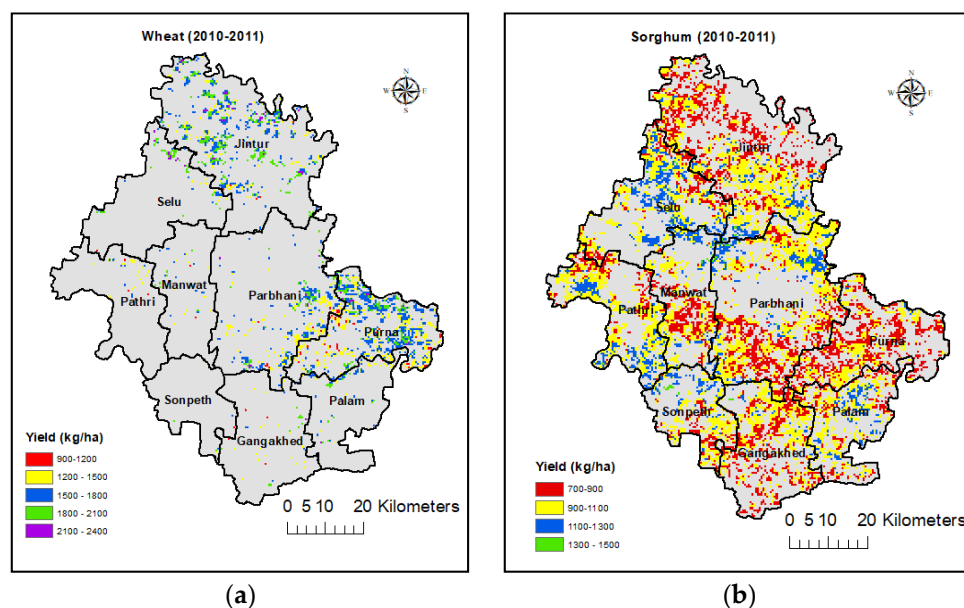 Wheat (2010-2011)
N
W E
S
Jintur
Selu
Pathri
Manwat
Parbhani
Purna
Sonpeth
Palam
Gangakhed
Yield (kg/ha)
900-1200
1200 - 1500
1500 - 1800
1800 - 2100
2100 - 2400
0 5 10 20 Kilometers
(a)
Sorghum (2010-2011)
N
W E
S
Jintur
Selu
Pathri
Manwat
Parbhani
Purna
Sonpeth
Palam
Gangakhed
Yield (kg/ha)
700-900
900-1100
1100-1300
1300 - 1500
0 5 10 20 Kilometers
(b)